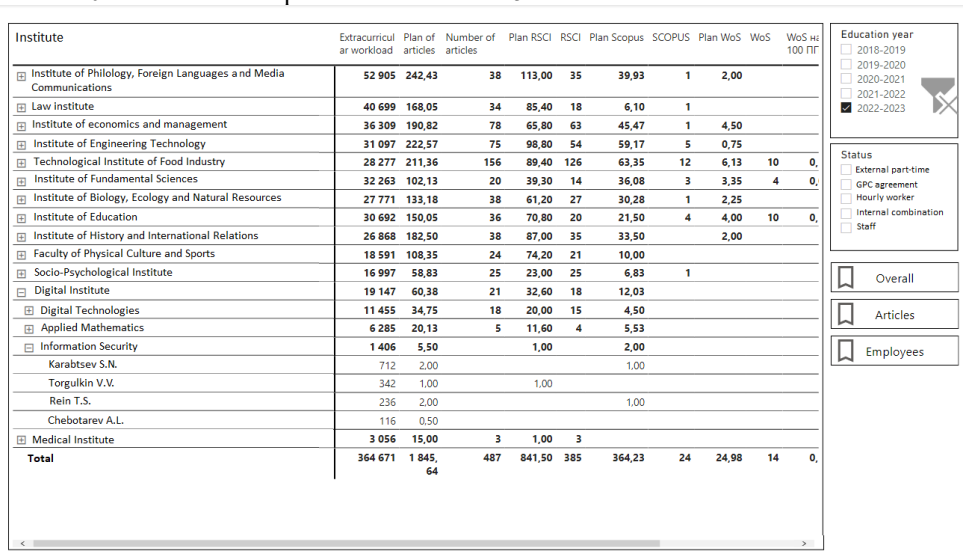 Institute Extracurricul Plan of Number of Plan RSCI RSCI Plan Scopus SCOPUS Plan WoS WoS WoS на
ar workload articles articles 100 ПГ
Institute of Philology, Foreign Languages and Media 52 905 242,43 38 113,00 35 39,93 1 2,00
Communications
Law institute 40 699 168,05 34 85,40 18 6,10 1
Institute of economics and management 36 309 190,82 78 65,80 63 45,47 1 4,50
Institute of Engineering Technology 31 097 222,57 75 98,80 54 59,17 5 0,75
Technological Institute of Food Industry 28 277 211,36 156 89,40 126 63,35 12 6,13 10 0,
Institute of Fundamental Sciences 32 263 102,13 20 39,30 14 36,08 3 3,35 4 0,
Institute of Biology, Ecology and Natural Resources 27 771 133,18 38 61,20 27 30,28 1 2,25
Institute of Education 30 692 150,05 36 70,80 20 21,50 4 4,00 10 0,
Institute of History and International Relations 26 868 182,50 38 87,00 35 33,50 2,00
Faculty of Physical Culture and Sports 18 591 108,35 24 74,20 21 10,00
Socio-Psychological Institute 16 997 58,83 25 23,00 25 6,83 1
Digital Institute 19 147 60,38 21 32,60 18 12,03
Digital Technologies 11 455 34,75 18 20,00 15 4,50
Applied Mathematics 6 285 20,13 5 11,60 4 5,53
Information Security 1 406 5,50 1,00 2,00
Karabtsev S.N. 712 2,00 1,00
Torgulkin V.V. 342 1,00 1,00
Rein T.S. 236 2,00 1,00
Chebotarev A.L. 116 0,50
Medical Institute 3 056 15,00 3 1,00 3
Total 364 671 1 845, 487 841,50 385 364,23 24 24,98 14 0,
64
Education year
2018-2019
2019-2020
2020-2021
2021-2022
2022-2023
Status
External part-time
GPC agreement
Hourly worker
Internal combination
Staff
Overall
Articles
Employees